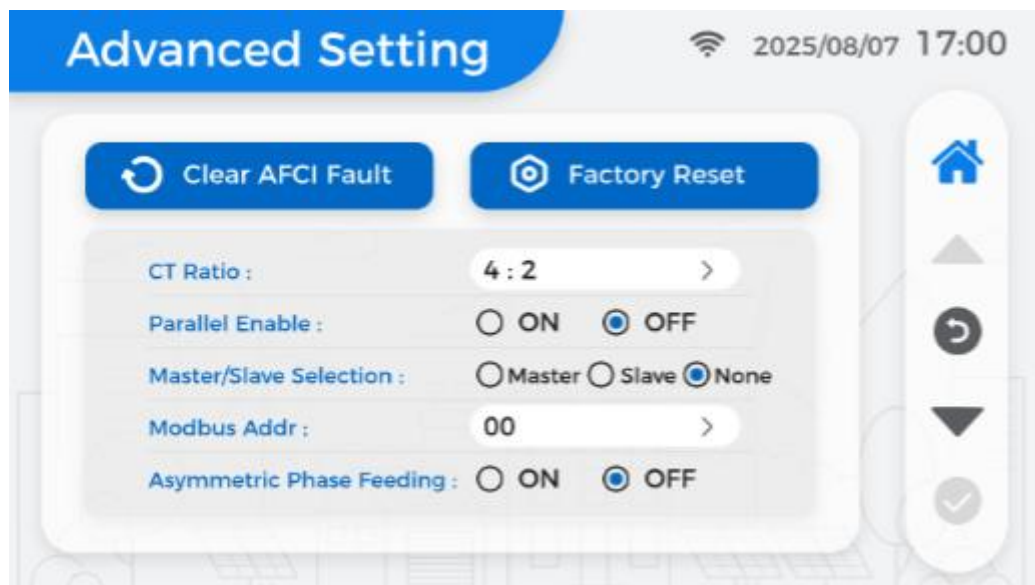 Advanced Setting
2025/08/07 17:00
Clear AFCI Fault
Factory Reset
CT Ratio : 4 : 2
Parallel Enable : ON OFF
Master/Slave Selection : Master Slave None
Modbus Addr : 00
Asymmetric Phase Feeding : ON OFF